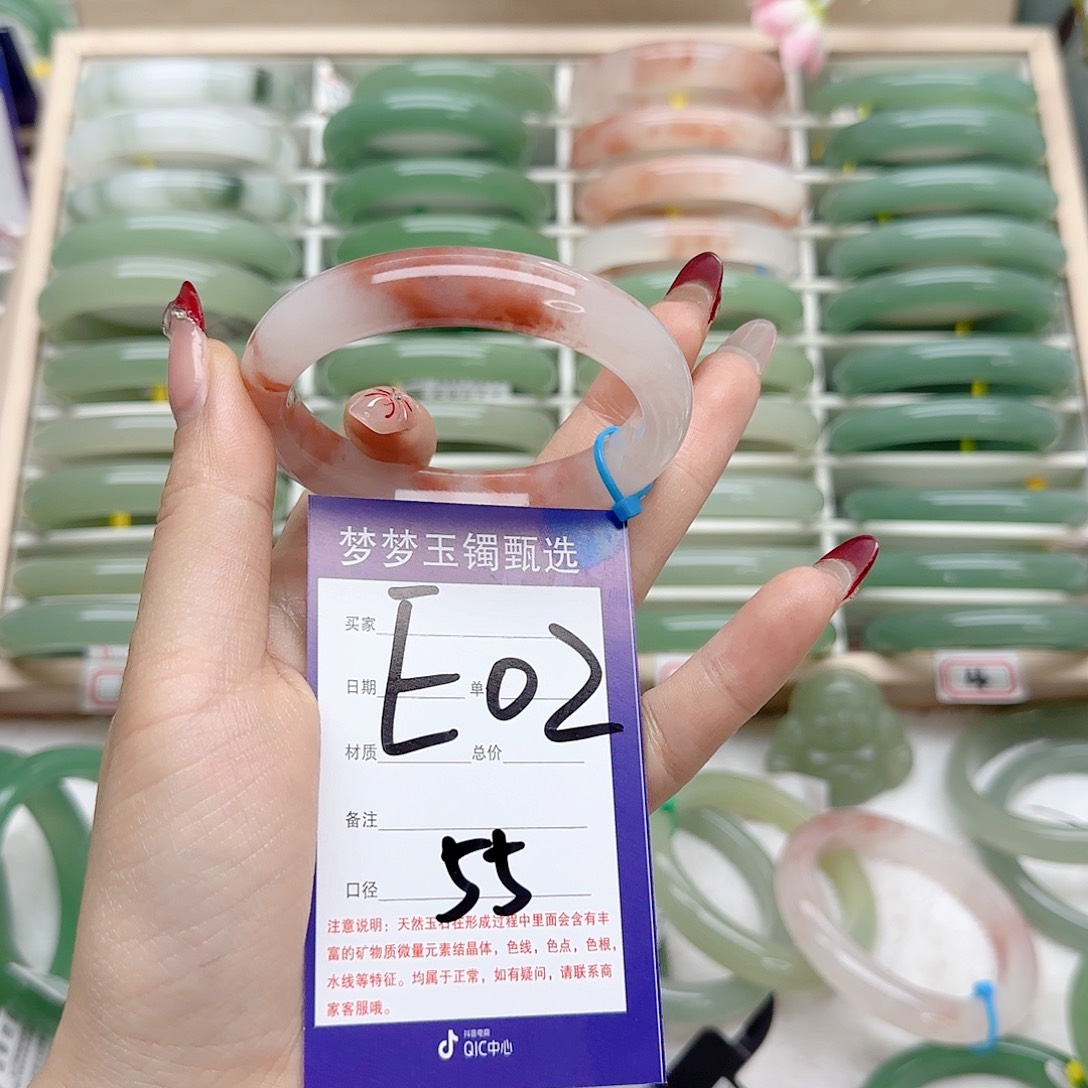 梦梦玉镯甄选
买家
E02
日期 单
材质 总价
备注
口径 55
注意说明：天然玉石在形成过程中里面会含有丰
富的矿物质微量元素结晶体，色线，色点，色根，
水线等特征。均属于正常，如有疑问，请联系商
家客服哦。
抖音电商
QIC中心